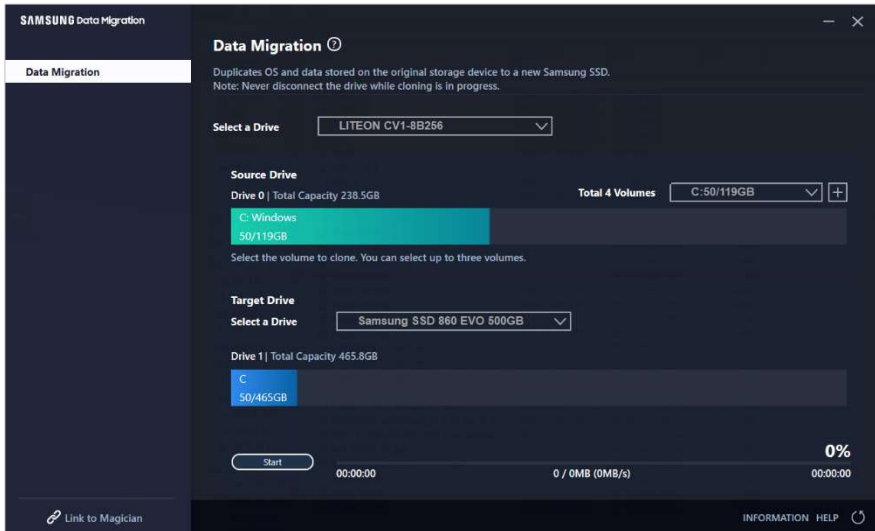 SAMSUNG Data Migration
Data Migration
Data Migration ?
Duplicates OS and data stored on the original storage device to a new Samsung SSD.
Note: Never disconnect the drive while cloning is in progress.
Select a Drive LITEON CV1-8B256
Source Drive
Drive 0 | Total Capacity 238.5GB Total 4 Volumes C:50/119GB +
C: Windows
50/119GB
Select the volume to clone. You can select up to three volumes.
Target Drive
Select a Drive Samsung SSD 860 EVO 500GB
Drive 1 | Total Capacity 465.8GB
C
50/465GB
0%
Start
00:00:00 0 / 0MB (0MB/s) 00:00:00
Link to Magician INFORMATION HELP